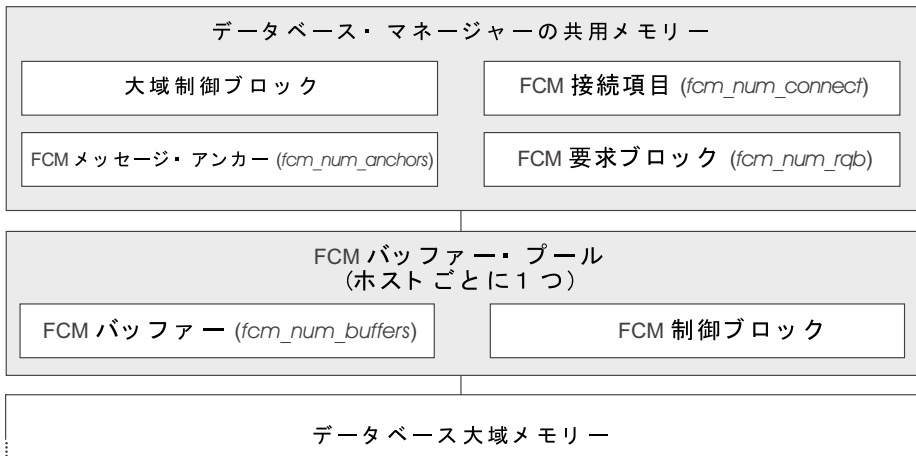 データベース・マネージャーの共用メモリー
大域制御ブロック
FCM 接続項目 (fcm_num_connect)
FCM メッセージ・アンカー (fcm_num_anchors)
FCM 要求ブロック (fcm_num_rqb)
FCM バッファー・プール
(ホストごとに1つ)
FCM バッファー (fcm_num_buffers)
FCM 制御ブロック
データベース大域メモリー